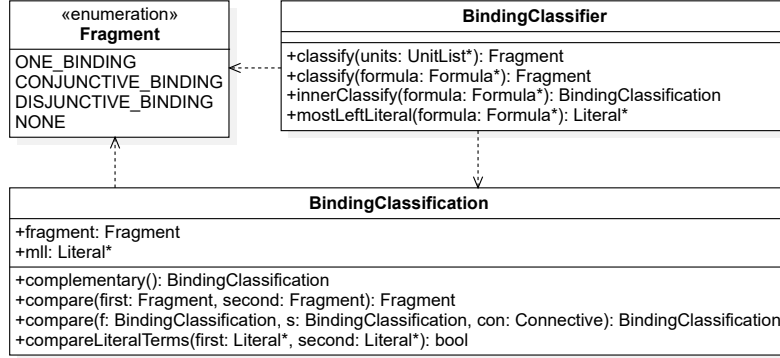 «enumeration»
Fragment
ONE_BINDING
CONJUNCTIVE_BINDING
DISJUNCTIVE_BINDING
NONE
BindingClassifier
+classify(units: UnitList*): Fragment
+classify(formula: Formula*): Fragment
+innerClassify(formula: Formula*): BindingClassification
+mostLeftLiteral(formula: Formula*): Literal*
BindingClassification
+fragment: Fragment
+mll: Literal*
+complementary(): BindingClassification
+compare(first: Fragment, second: Fragment): Fragment
+compare(f: BindingClassification, s: BindingClassification, con: Connective): BindingClassification
+compareLiteralTerms(first: Literal*, second: Literal*): bool